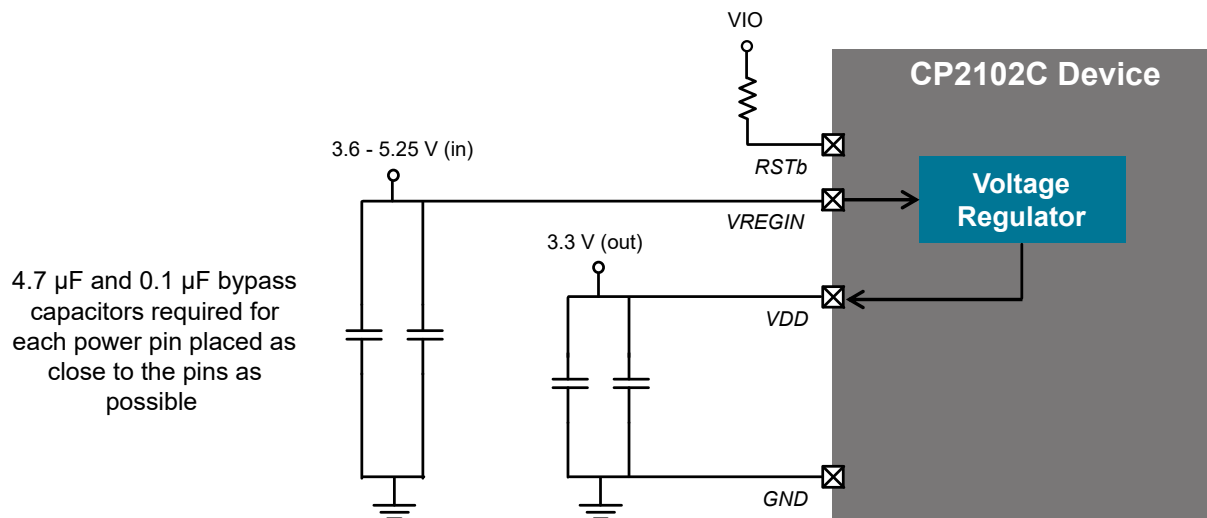 VIO
CP2102C Device
3.6 - 5.25 V (in)
RSTb
Voltage
Regulator
VREGIN
3.3 V (out)
4.7 µF and 0.1 µF bypass
capacitors required for
each power pin placed as
close to the pins as
possible
VDD
GND